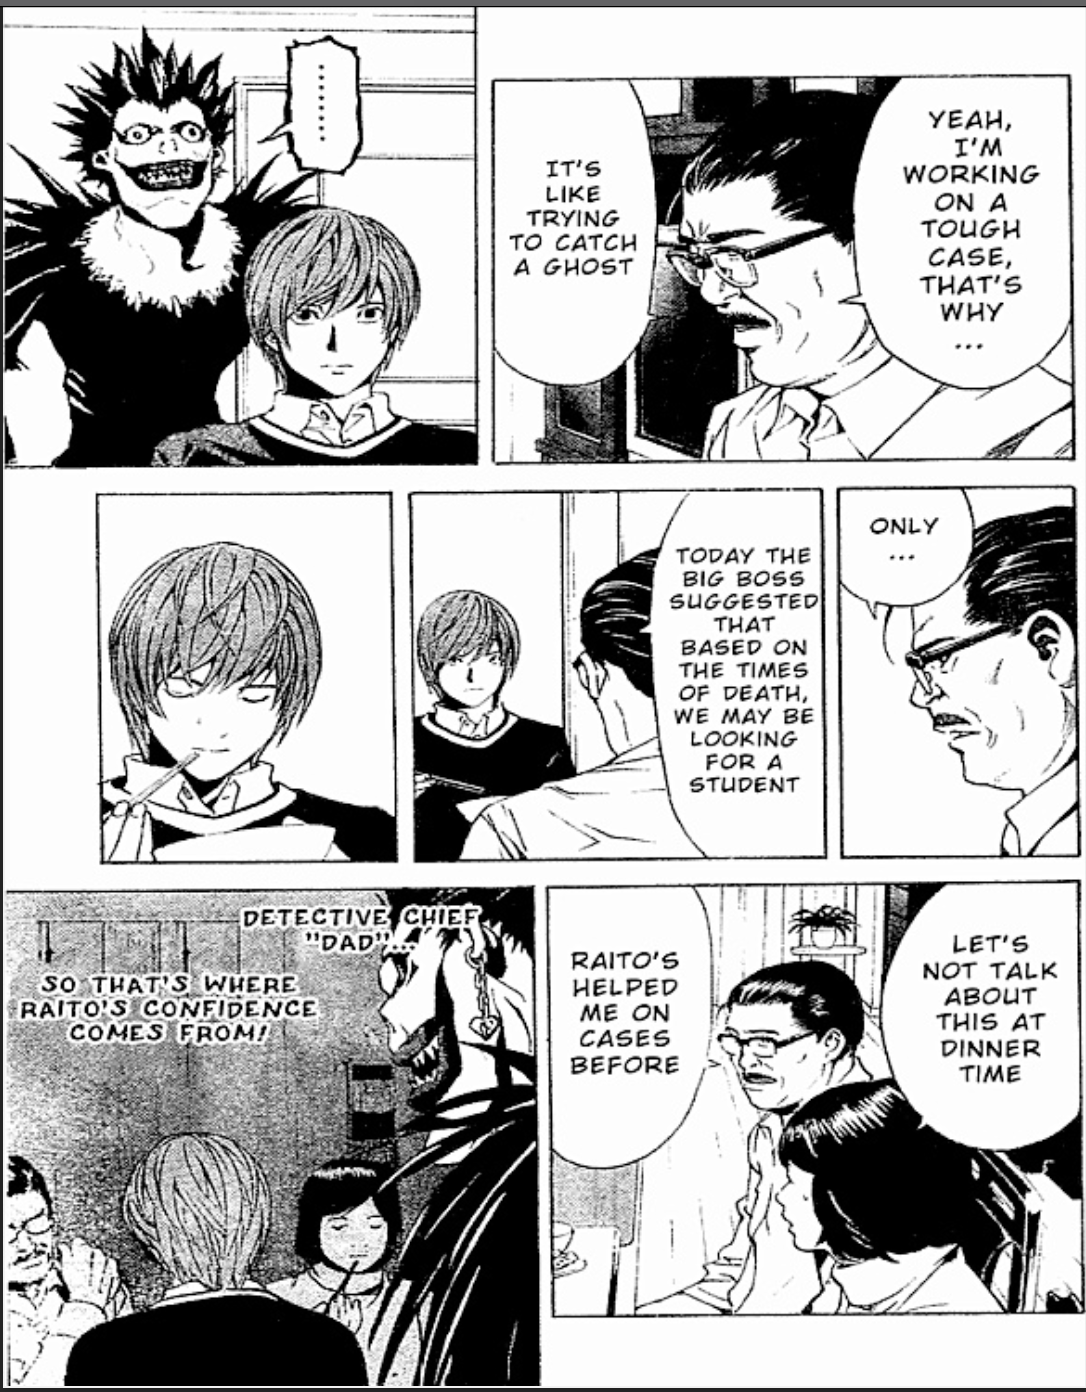 YEAH,
I'M
WORKING
ON A
TOUGH
CASE,
THAT'S
WHY
...
IT'S
LIKE
TRYING
TO CATCH
A GHOST
........
ONLY
...
TODAY THE
BIG BOSS
SUGGESTED
THAT
BASED ON
THE TIMES
OF DEATH,
WE MAY BE
LOOKING
FOR A
STUDENT
LET'S
NOT TALK
ABOUT
THIS AT
DINNER
TIME
RAITO'S
HELPED
ME ON
CASES
BEFORE
DETECTIVE CHIEF
"DAD"...
SO THAT'S WHERE
RAITO'S CONFIDENCE
COMES FROM!